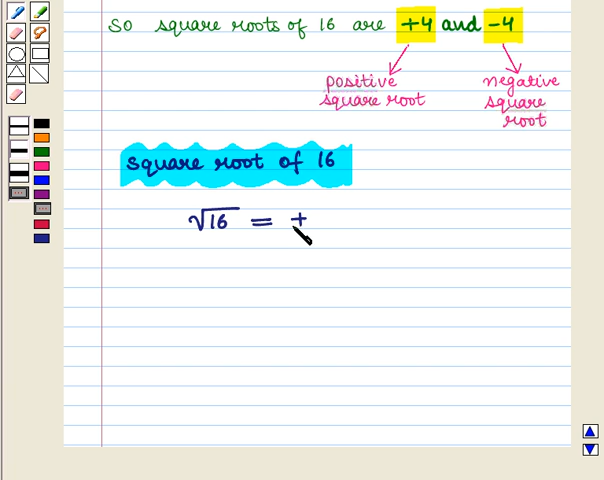 So square roots of 16 are +4 and -4
positive square root
negative square root
square root of 16
√16 = +